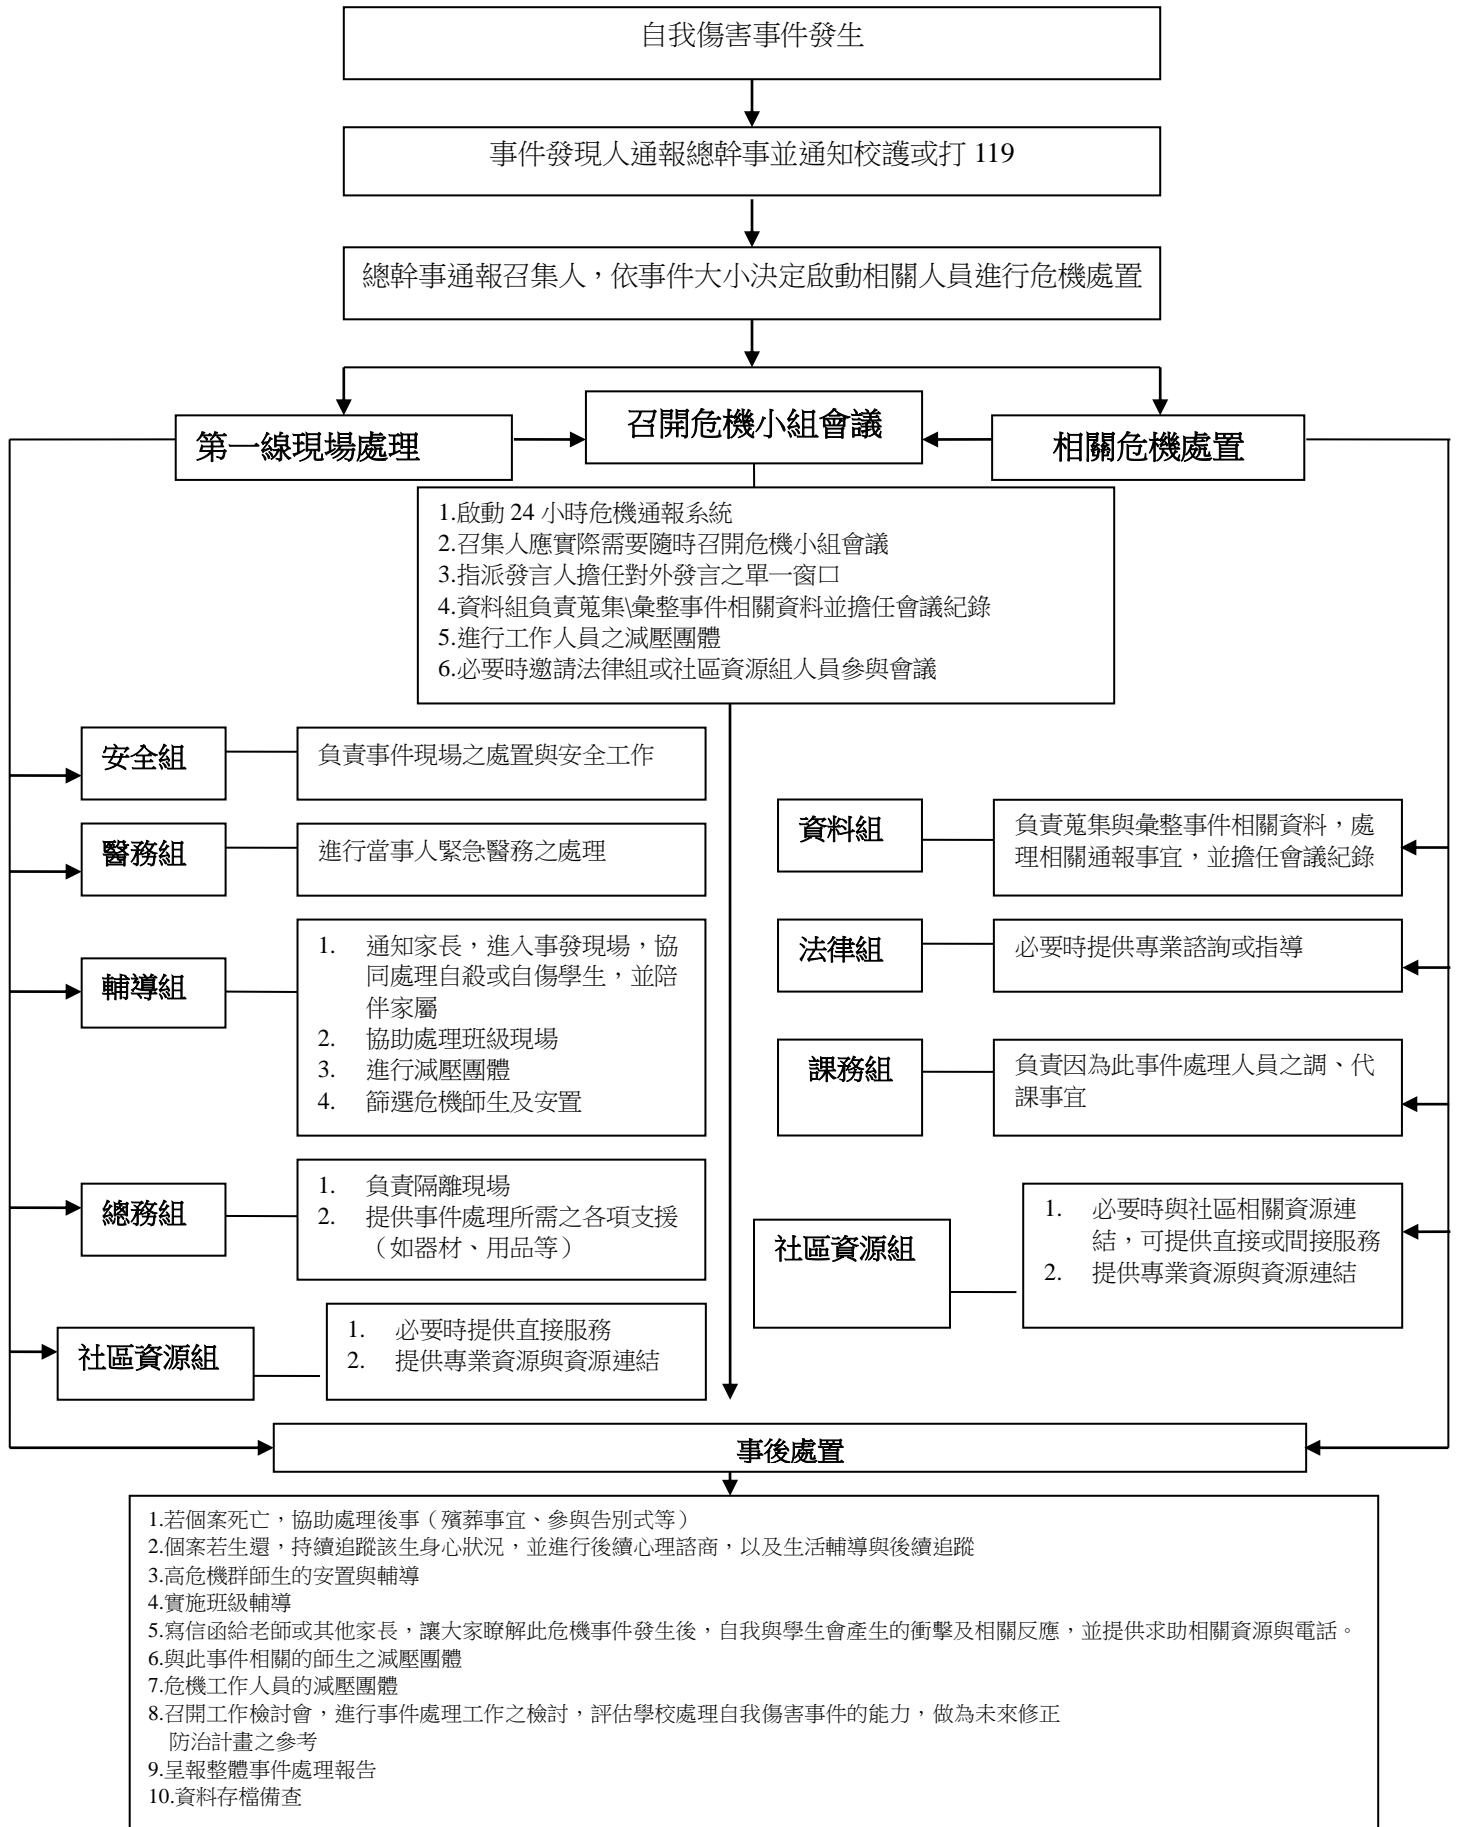 自我傷害事件發生
事件發現人通報總幹事並通知校護或打 119
總幹事通報召集人，依事件大小決定啟動相關人員進行危機處置
第一線現場處理
召開危機小組會議
相關危機處置
1.啟動 24 小時危機通報系統
2.召集人應實際需要隨時召開危機小組會議
3.指派發言人擔任對外發言之單一窗口
4.資料組負責蒐集\彙整事件相關資料並擔任會議紀錄
5.進行工作人員之減壓團體
6.必要時邀請法律組或社區資源組人員參與會議
安全組
負責事件現場之處置與安全工作
醫務組
進行當事人緊急醫務之處理
輔導組
1. 通知家長，進入事發現場，協
同處理自殺或自傷學生，並陪
伴家屬
2. 協助處理班級現場
3. 進行減壓團體
4. 篩選危機師生及安置
總務組
1. 負責隔離現場
2. 提供事件處理所需之各項支援
（如器材、用品等）
社區資源組
1. 必要時提供直接服務
2. 提供專業資源與資源連結
資料組
負責蒐集與彙整事件相關資料，處
理相關通報事宜，並擔任會議紀錄
法律組
必要時提供專業諮詢或指導
課務組
負責因為此事件處理人員之調、代
課事宜
社區資源組
1. 必要時與社區相關資源連
結，可提供直接或間接服務
2. 提供專業資源與資源連結
事後處置
1.若個案死亡，協助處理後事（殯葬事宜、參與告別式等）
2.個案若生還，持續追蹤該生身心狀況，並進行後續心理諮商，以及生活輔導與後續追蹤
3.高危機群師生的安置與輔導
4.實施班級輔導
5.寫信函給老師或其他家長，讓大家瞭解此危機事件發生後，自我與學生會產生的衝擊及相關反應，並提供求助相關資源與電話。
6.與此事件相關的師生之減壓團體
7.危機工作人員的減壓團體
8.召開工作檢討會，進行事件處理工作之檢討，評估學校處理自我傷害事件的能力，做為未來修正
防治計畫之參考
9.呈報整體事件處理報告
10.資料存檔備查